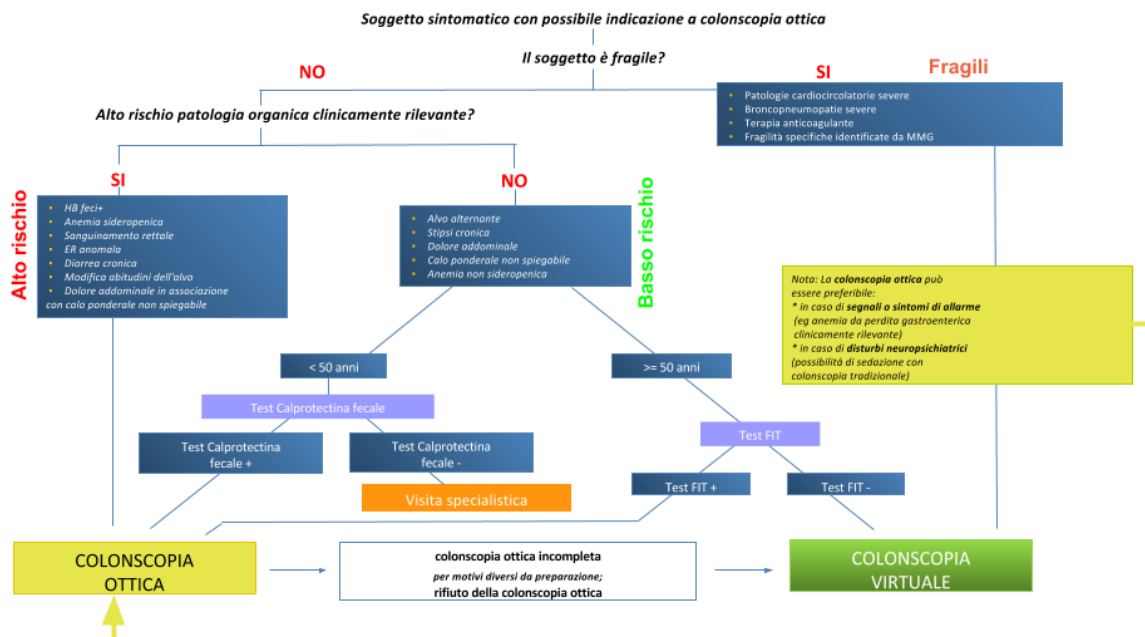 Soggetto sintomatico con possibile indicazione a colonscopia ottica
Il soggetto è fragile?
NO
SI
Fragili
Patologie cardiocircolatorie severe
Broncopneumopatie severe
Terapia anticoagulante
Fragilità specifiche identificate da MMG
Alto rischio patologia organica clinicamente rilevante?
SI
NO
Alto rischio
HB feci+
Anemia sideropenica
Sanguinamento rettale
ER anomala
Diarrea cronica
Modifica abitudini dell'alvo
Dolore addominale in associazione
con calo ponderale non spiegabile
Alvo alternante
Stipsi cronica
Dolore addominale
Calo ponderale non spiegabile
Anemia non sideropenica
Basso rischio
Nota: La colonscopia ottica può
essere preferibile:
* in caso di segnali o sintomi di allarme
(eg anemia da perdita gastroenterica
clinicamente rilevante)
* in caso di disturbi neuropsichiatrici
(possibilità di sedazione con
colonscopia tradizionale)
< 50 anni
>= 50 anni
Test Calprotectina fecale
Test FIT
Test Calprotectina
fecale +
Test Calprotectina
fecale -
Visita specialistica
Test FIT +
Test FIT -
COLONSCOPIA
OTTICA
colonscopia ottica incompleta
per motivi diversi da preparazione;
rifiuto della colonscopia ottica
COLONSCOPIA
VIRTUALE